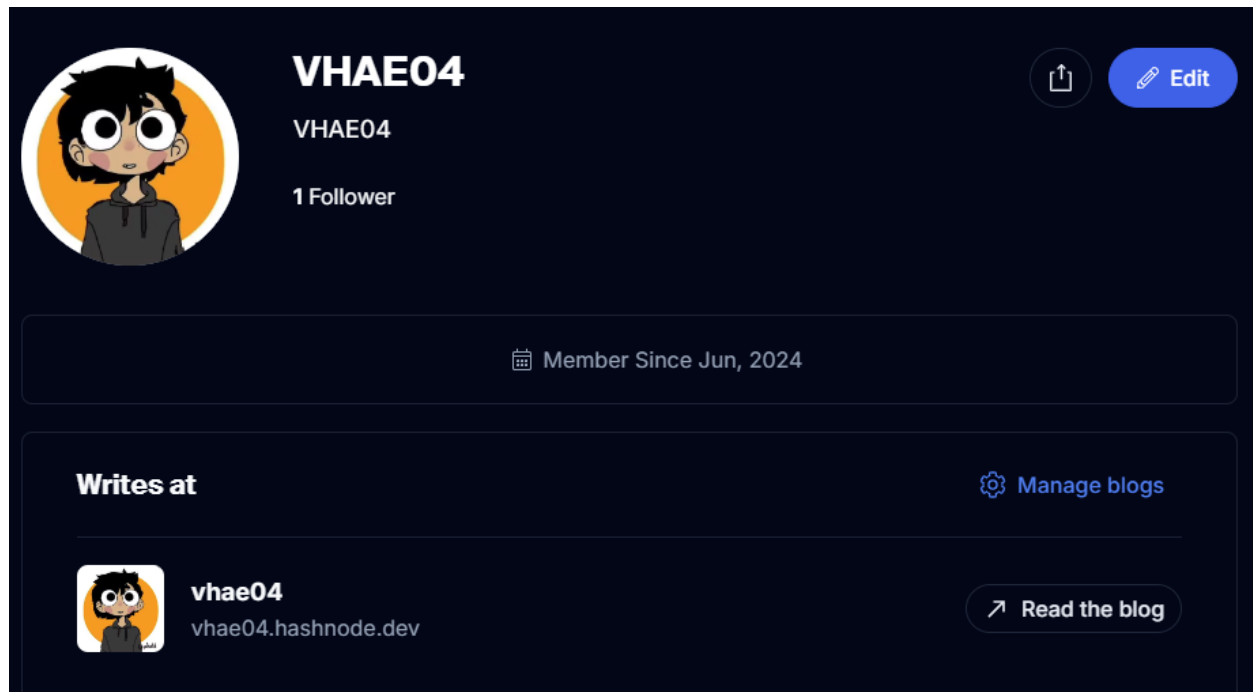 VHAE04
Edit
VHAE04
1 Follower
Member Since Jun, 2024
Writes at
Manage blogs
vhae04
vhae04.hashnode.dev
Read the blog